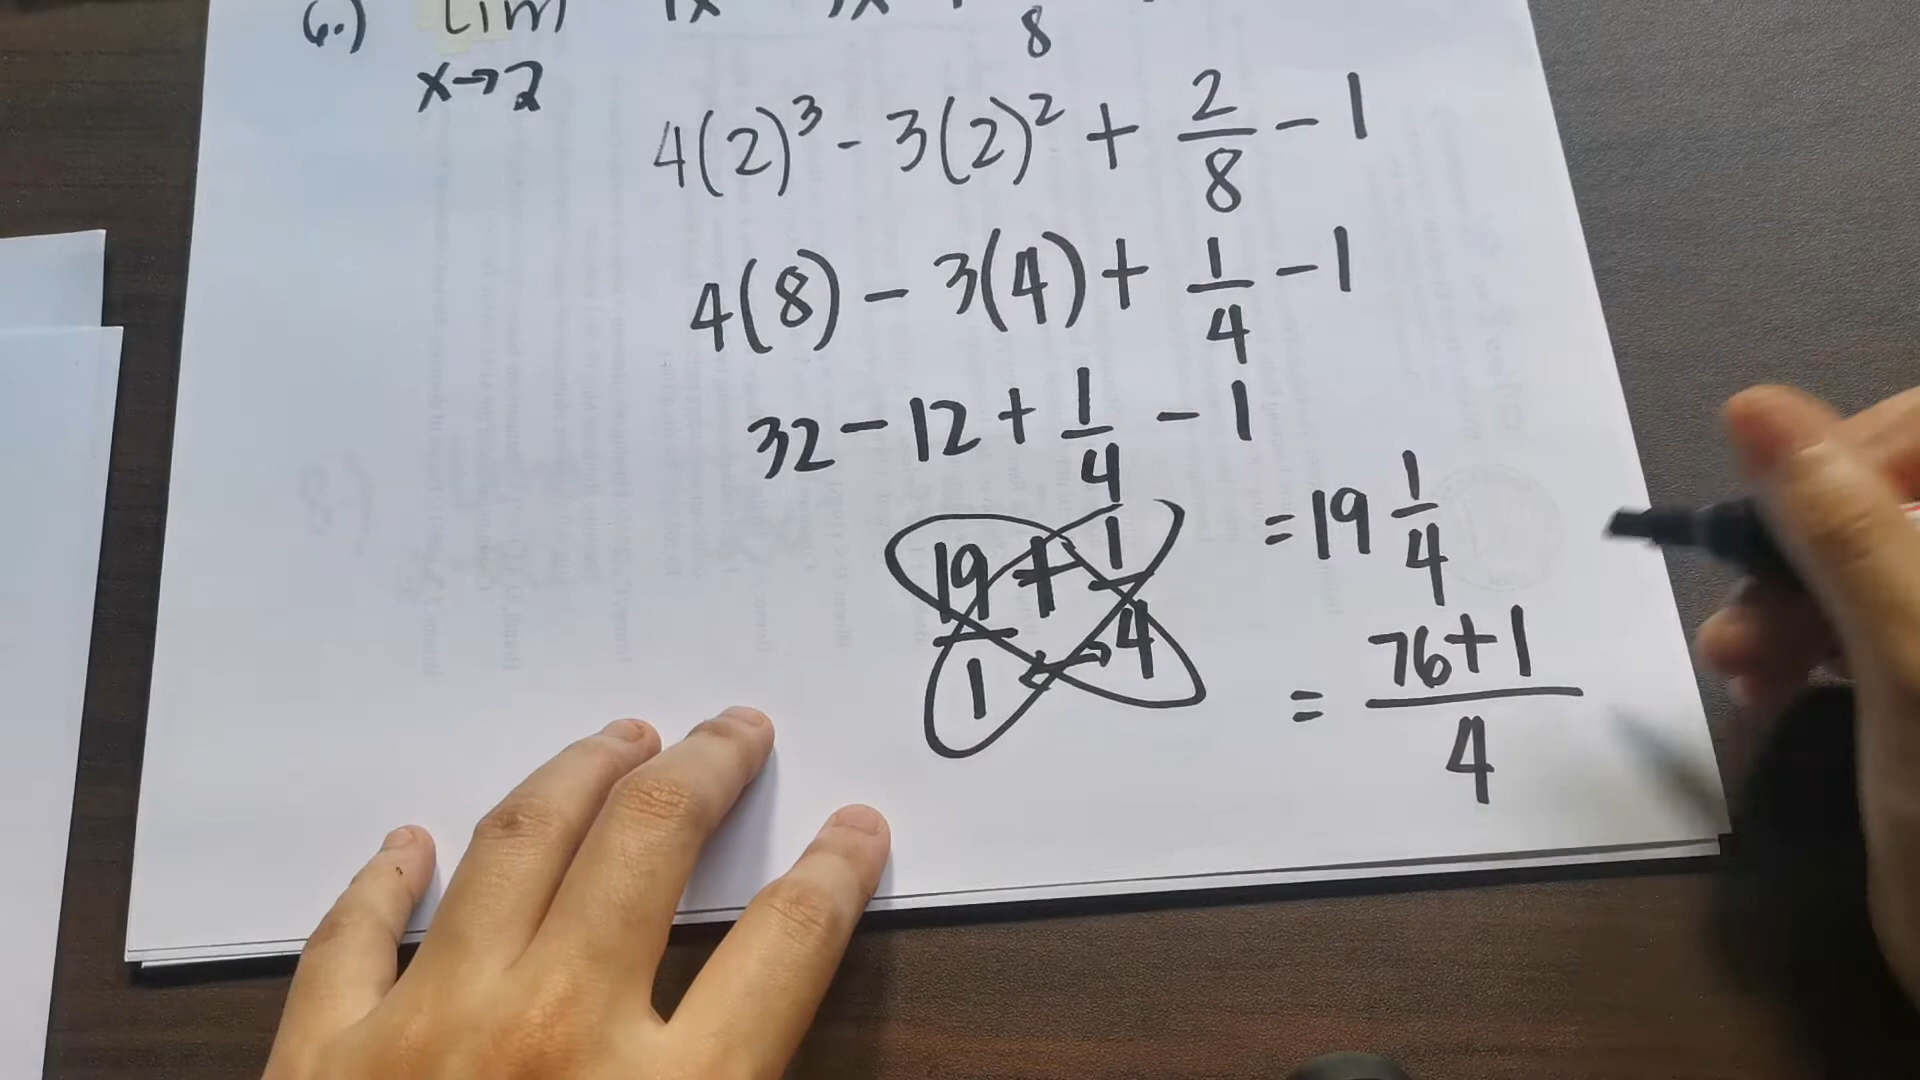 6.) lim
8
x→2
4(2)³ - 3(2)² + 2/8 - 1
4(8) - 3(4) + 1/4 - 1
32 - 12 + 1/4 - 1
19/1 + 1/4 = 19 1/4
= 76+1/4